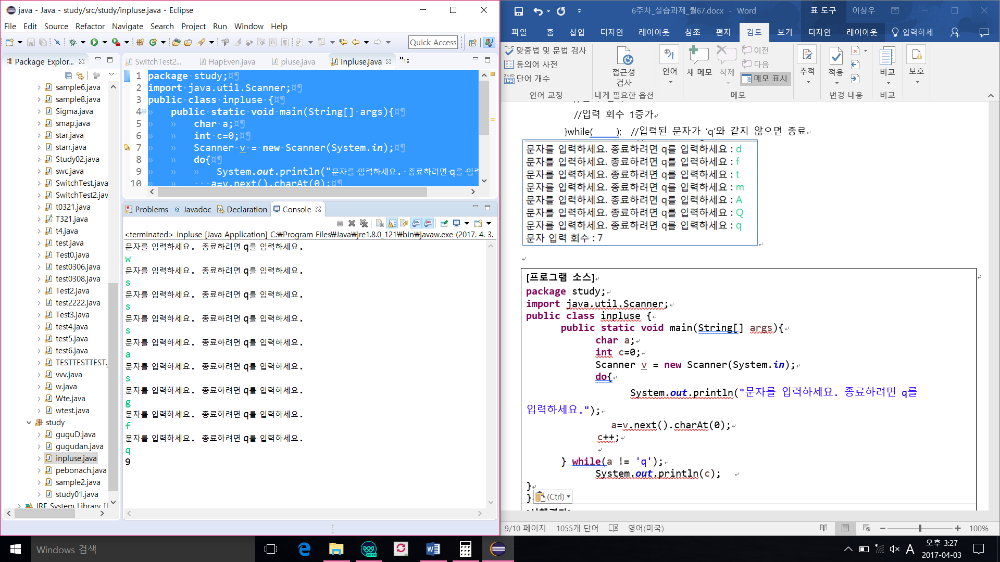 java - Java - study/src/study/inpluse.java - Eclipse
File Edit Source Refactor Navigate Search Project Run Window Help
Quick Access
Package Explor...
sample6.java
sample8.java
Sigma.java
smap.java
star.java
starr.java
Study02.java
swc.java
SwitchTest.java
SwitchTest2.jav
t0321.java
T321.java
t4.java
test.java
Test0.java
test0306.java
test0308.java
Test2.java
test2222.java
Test3.java
test4.java
test5.java
test6.java
TESTTESTTEST.
vvv.java
w.java
Wte.java
wtest.java
study
guguD.java
gugudan.java
inpluse.java
pebonach.java
sample2.java
study01.java
JRE System Library [
SwitchTest2... HapEven.java pluse.java inpluse.java »15
1 package study;
2 import java.util.Scanner;
3 public class inpluse {
4 public static void main(String[] args){
5 char a;
6 int c=0;
7 Scanner v = new Scanner(System.in);
8 do{
9 System.out.println("문자를 입력하세요. 종료하려면 q를 입력
10 a=v.next().charAt(0);
Problems @ Javadoc Declaration Console
<terminated> inpluse [Java Application] C:₩Program Files₩Java₩jre1.8.0_121₩bin₩javaw.exe (2017. 4. 3.
문자를 입력하세요. 종료하려면 q를 입력하세요.
w
문자를 입력하세요. 종료하려면 q를 입력하세요.
s
문자를 입력하세요. 종료하려면 q를 입력하세요.
s
문자를 입력하세요. 종료하려면 q를 입력하세요.
s
문자를 입력하세요. 종료하려면 q를 입력하세요.
a
문자를 입력하세요. 종료하려면 q를 입력하세요.
s
문자를 입력하세요. 종료하려면 q를 입력하세요.
g
문자를 입력하세요. 종료하려면 q를 입력하세요.
f
문자를 입력하세요. 종료하려면 q를 입력하세요.
q
9
6주차_실습과제_월67.docx - Word
표 도구
이상우
파일 홈 삽입 디자인 레이아웃 참조 편지 검토 보기 디자인 레이아웃 입력하세
맞춤법 및 문법 검사
동의어 사전
단어 개수
언어 교정
접근성 검사
내게 필요한 옵션
언어
새 메모
삭제
이전
다음
메모 표시
메모
추적
적용
변경 내용
비교
비교
보호
//입력 회수 1증가
}while(____); //입력된 문자가 ‘q’와 같지 않으면 종료
문자를 입력하세요. 종료하려면 q를 입력하세요 : d
문자를 입력하세요. 종료하려면 q를 입력하세요 : f
문자를 입력하세요. 종료하려면 q를 입력하세요 : t
문자를 입력하세요. 종료하려면 q를 입력하세요 : m
문자를 입력하세요. 종료하려면 q를 입력하세요 : A
문자를 입력하세요. 종료하려면 q를 입력하세요 : Q
문자를 입력하세요. 종료하려면 q를 입력하세요 : q
문자 입력 회수 : 7
[프로그램 소스]
package study;
import java.util.Scanner;
public class inpluse {
public static void main(String[] args){
char a;
int c=0;
Scanner v = new Scanner(System.in);
do{
System.out.println("문자를 입력하세요. 종료하려면 q를
입력하세요.");
a=v.next().charAt(0);
c++;
} while(a != 'q');
System.out.println(c);
}
}
(Ctrl)
9/10 페이지 1055개 단어 영어(미국) 100%
Windows 검색
A
오후 3:27
2017-04-03